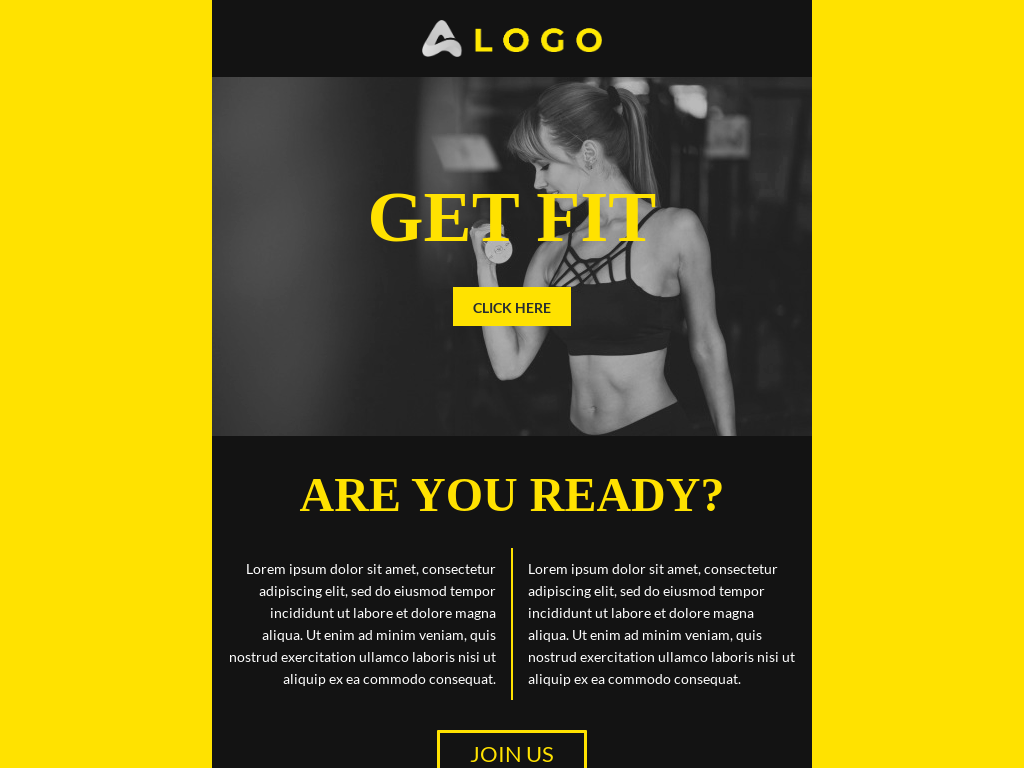 LOGO
GET FIT
CLICK HERE
ARE YOU READY?
Lorem ipsum dolor sit amet, consectetur
adipiscing elit, sed do eiusmod tempor
incididunt ut labore et dolore magna
aliqua. Ut enim ad minim veniam, quis
nostrud exercitation ullamco laboris nisi ut
aliquip ex ea commodo consequat.
Lorem ipsum dolor sit amet, consectetur
adipiscing elit, sed do eiusmod tempor
incididunt ut labore et dolore magna
aliqua. Ut enim ad minim veniam, quis
nostrud exercitation ullamco laboris nisi ut
aliquip ex ea commodo consequat.
JOIN US